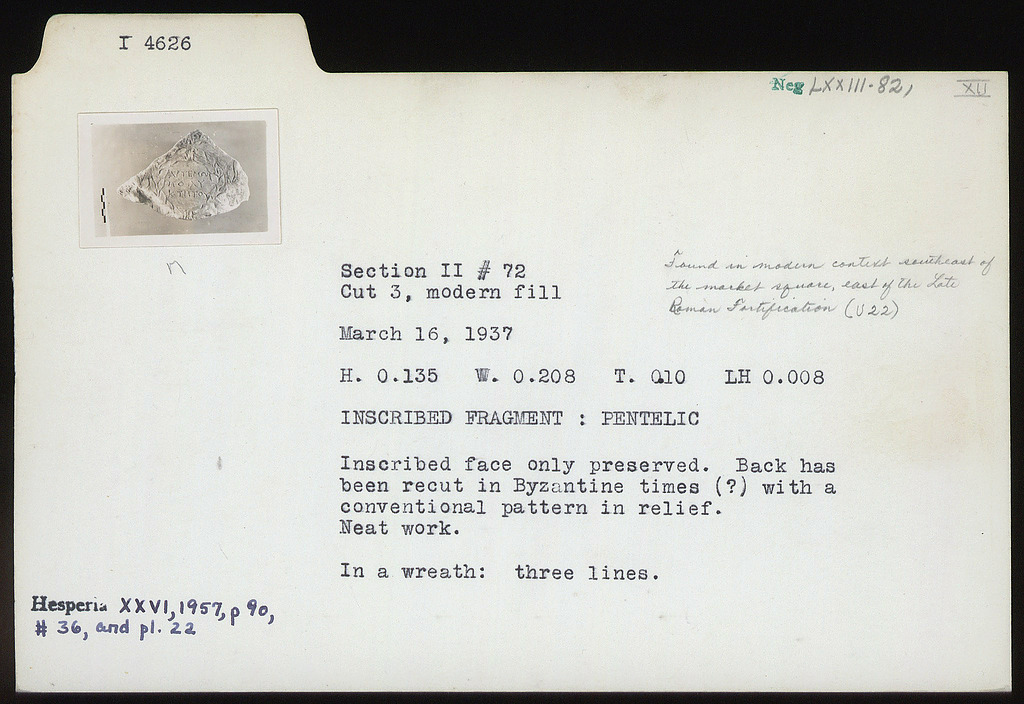 I 4626
Neg LXXIII-82,
XII
Section II # 72
Cut 3, modern fill
Found in modern context southeast of
the market square, east of the Late
Roman Fortification (U22)
March 16, 1937
H. 0.135 W. 0.208 T. 0.10 LH 0.008
INSCRIBED FRAGMENT : PENTELIC
Inscribed face only preserved. Back has
been recut in Byzantine times (?) with a
conventional pattern in relief.
Neat work.
In a wreath: three lines.
Hesperia XXVI, 1957, p 90,
# 36, and pl. 22